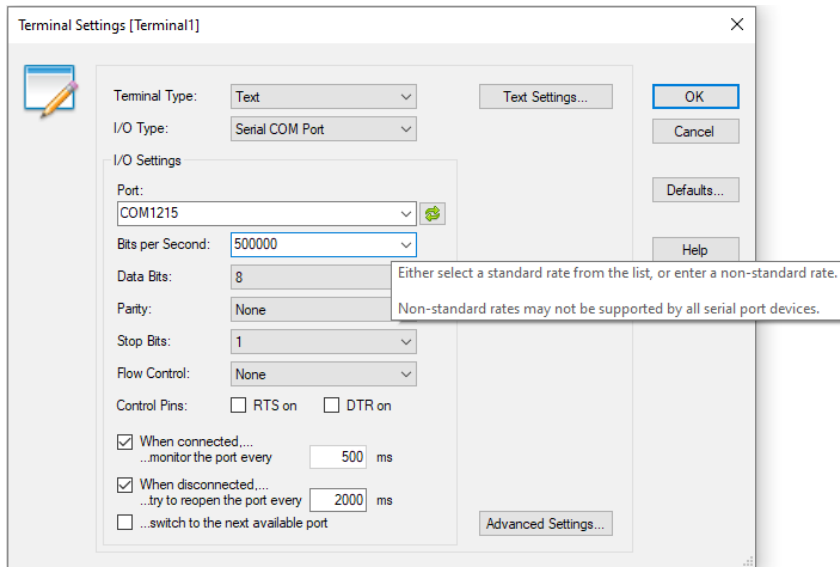 Terminal Settings [Terminal1]
Terminal Type:
Text
Text Settings...
OK
I/O Type:
Serial COM Port
Cancel
I/O Settings
Port:
COM1215
Defaults...
Bits per Second:
500000
Help
Either select a standard rate from the list, or enter a non-standard rate.
Non-standard rates may not be supported by all serial port devices.
Data Bits:
8
Parity:
None
Stop Bits:
1
Flow Control:
None
Control Pins:
RTS on
DTR on
When connected,...
...monitor the port every
500
ms
When disconnected,...
...try to reopen the port every
2000
ms
...switch to the next available port
Advanced Settings...